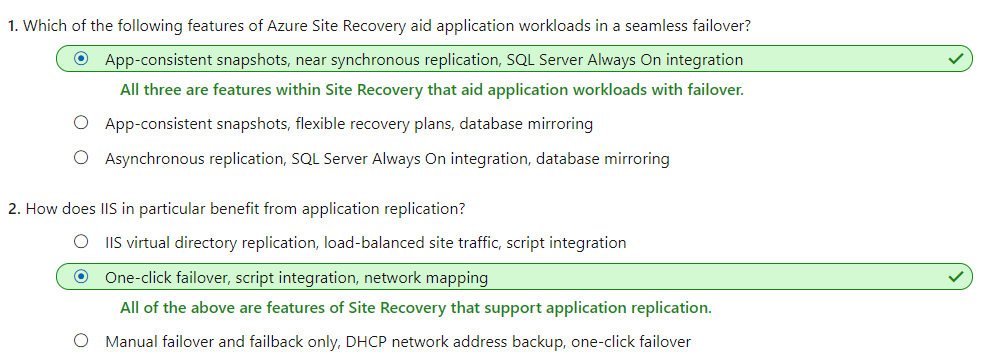 1. Which of the following features of Azure Site Recovery aid application workloads in a seamless failover?
App-consistent snapshots, near synchronous replication, SQL Server Always On integration
All three are features within Site Recovery that aid application workloads with failover.
App-consistent snapshots, flexible recovery plans, database mirroring
Asynchronous replication, SQL Server Always On integration, database mirroring
2. How does IIS in particular benefit from application replication?
IIS virtual directory replication, load-balanced site traffic, script integration
One-click failover, script integration, network mapping
All of the above are features of Site Recovery that support application replication.
Manual failover and failback only, DHCP network address backup, one-click failover